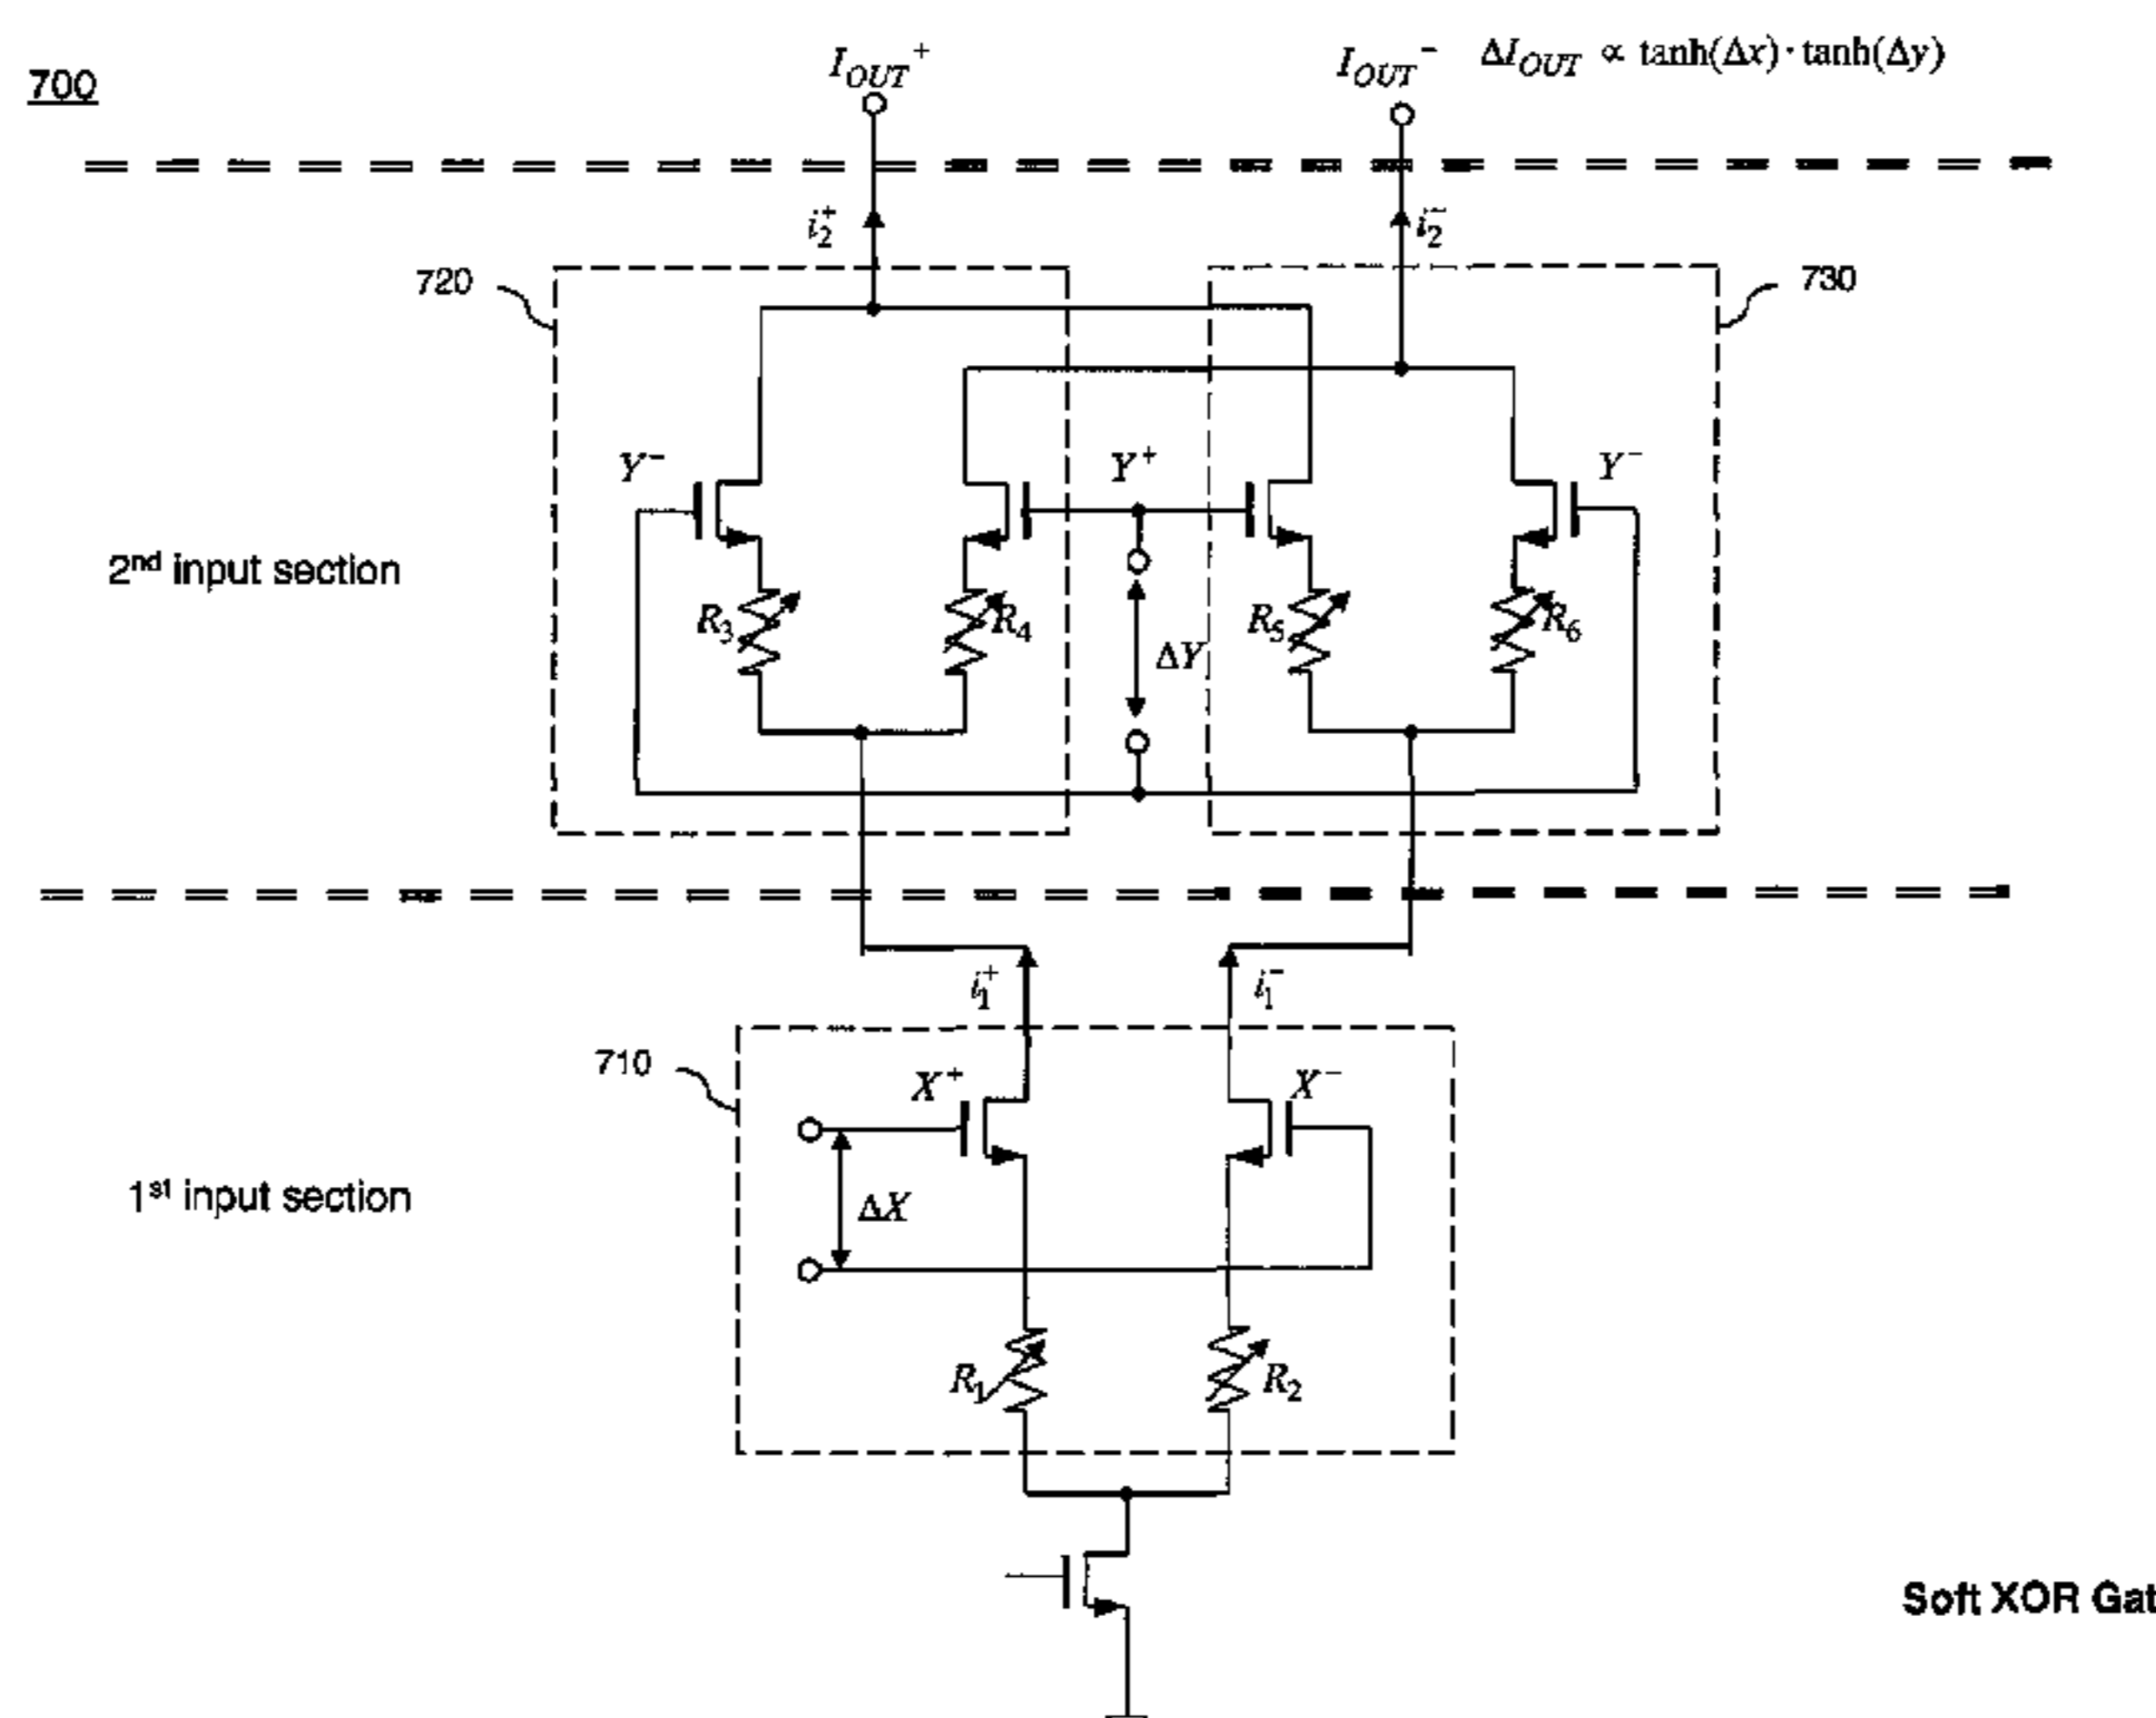 700
I_OUT^+
I_OUT^-
ΔI_OUT ∝ tanh(Δx)·tanh(Δy)
i_2^+
i_2^-
720
730
Y^-
Y^+
Y^-
2nd input section
R_3
R_4
ΔY
R_5
R_6
i_1^+
i_1^-
710
X^+
X^-
1st input section
ΔX
R_1
R_2
Soft XOR Gat